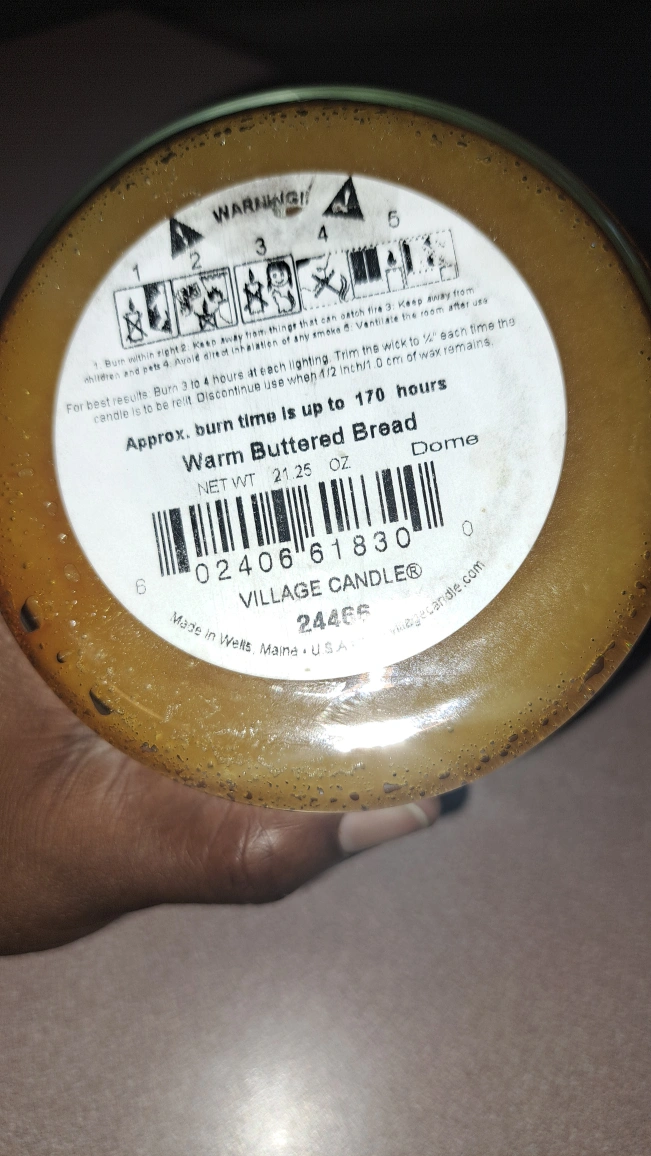 WARNING!!
1 2 3 4 5
1. Burn within sight 2. Keep away from things that can catch fire 3. Keep away from
children and pets 4. Avoid direct inhalation of any smoke 5: Ventilate the room after use
For best results. Burn 3 to 4 hours at each lighting. Trim the wick to ¼" each time the
candle is to be relit. Discontinue use when 1/2 inch/1.0 cm of wax remains.
Approx. burn time is up to 170 hours
Warm Buttered Bread
NET WT 21.25 OZ Dome
6 02406 61830 0
VILLAGE CANDLE®
24466
Made in Wells, Maine • U.S.A. villagecandle.com